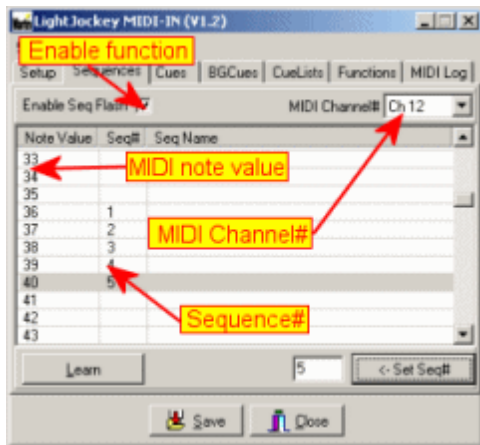 LightJockey MIDI-IN (V1.2)
Enable function
Setup Sequences Cues BGCues CueLists Functions MIDI Log
Enable Seq Flash MIDI Channel# Ch 12
Note Value Seq# Seq Name
33
34
MIDI note value
35
36 1
37 2
MIDI Channel#
38 3
39 4
40 5
41
42
Sequence#
43
Learn 5 <- Set Seq#
Save Close